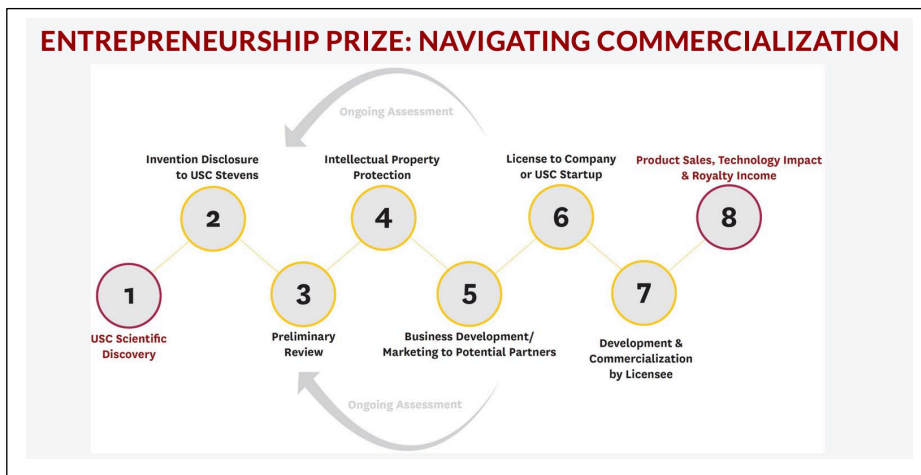 ENTREPRENEURSHIP PRIZE: NAVIGATING COMMERCIALIZATION
Ongoing Assessment
Invention Disclosure
to USC Stevens
Intellectual Property
Protection
License to Company
or USC Startup
Product Sales, Technology Impact
& Royalty Income
2
4
6
8
1
3
5
7
USC Scientific
Discovery
Preliminary
Review
Business Development/
Marketing to Potential Partners
Development &
Commercialization
by Licensee
Ongoing Assessment